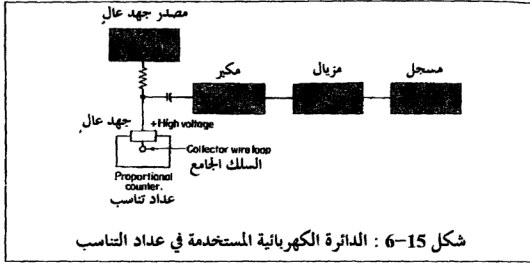 مصدر جهد عالٍ
مكبر
مزيال
مسجل
جهد عالٍ
+High voltage
Collector wire loop
السلك الجامع
Proportional
counter.
عداد تناسب
شكل 15–6 : الدائرة الكهربائية المستخدمة في عداد التناسب